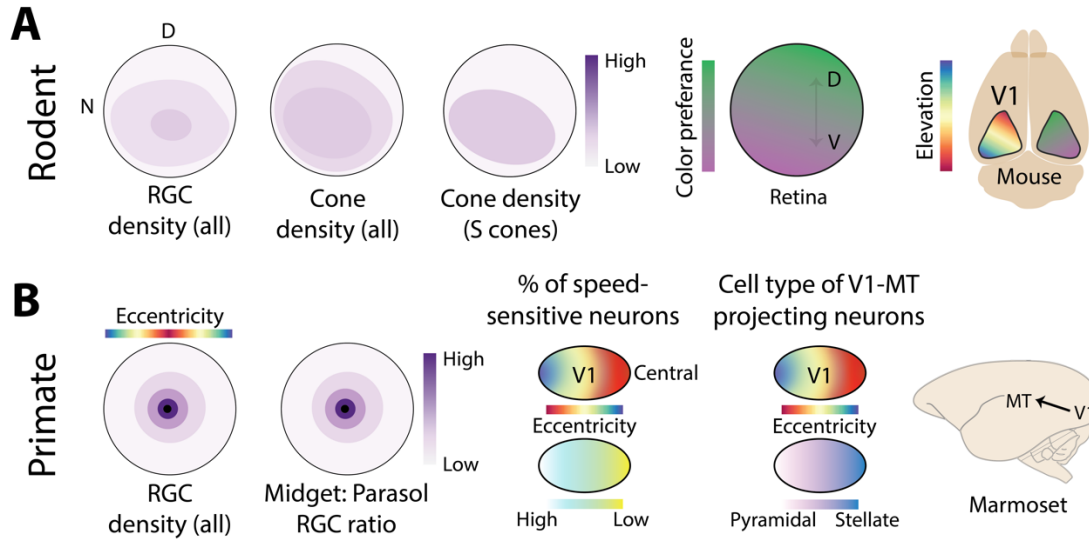 A
Rodent
D
N
RGC
density (all)
Cone
density (all)
Cone density
(S cones)
High
Low
Color preferance
D
V
Retina
Elevation
V1
Mouse
B
Primate
Eccentricity
RGC
density (all)
Midget: Parasol
RGC ratio
High
Low
% of speed-
sensitive neurons
V1
Central
Eccentricity
High
Low
Cell type of V1-MT
projecting neurons
V1
Eccentricity
Pyramidal
Stellate
MT
V1
Marmoset